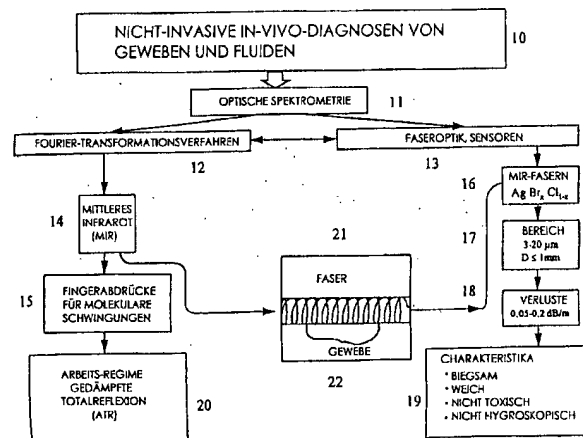 NICHT-INVASIVE IN-VIVO-DIAGNOSEN VON
GEWEBEN UND FLUIDEN
10
OPTISCHE SPEKTROMETRIE
11
FOURIER-TRANSFORMATIONSVERFAHREN
12
FASEROPTIK, SENSOREN
13
14
MITTLERES
INFRAROT
(MIR)
15
FINGERABDRÜCKE
FÜR MOLEKULARE
SCHWINGUNGEN
ARBEITS-REGIME
GEDÄMPFTE
TOTALREFLEXION
(ATR)
20
21
FASER
GEWEBE
22
16
MIR-FASERN
Ag Brx Cl1-x
17
BEREICH
3-20 µm
D ≤ 1mm
18
VERLUSTE
0,05-0,2 dB/m
19
CHARAKTERISTIKA
* BIEGSAM
* WEICH
• NICHT TOXISCH
• NICHT HYGROSKOPISCH